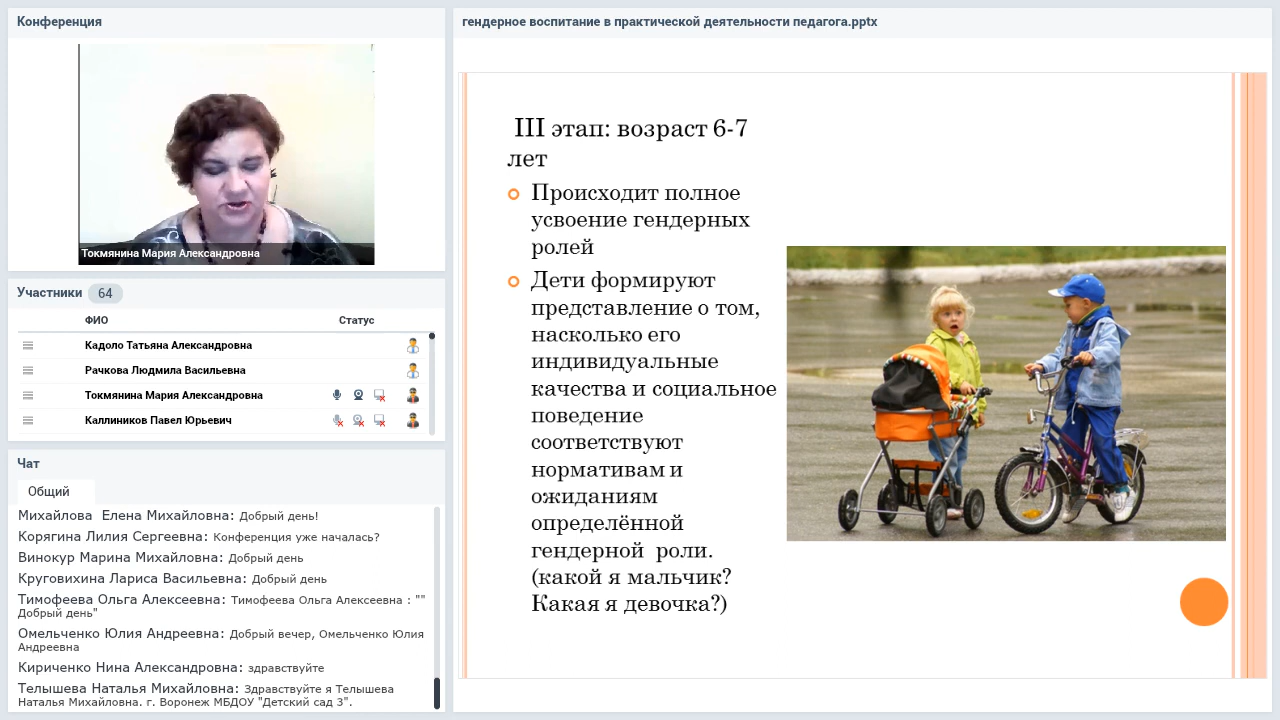 Конференция
Токмянина Мария Александровна
Участники 64
ФИО Статус
Кадоло Татьяна Александровна
Рачкова Людмила Васильевна
Токмянина Мария Александровна
Каллиников Павел Юрьевич
Чат
Общий
Михайлова Елена Михайловна: Добрый день!
Корягина Лилия Сергеевна: Конференция уже началась?
Винокур Марина Михайловна: Добрый день
Круговихина Лариса Васильевна: Добрый день
Тимофеева Ольга Алексеевна: Тимофеева Ольга Алексеевна : ""
Добрый день"
Омельченко Юлия Андреевна: Добрый вечер, Омельченко Юлия
Андреевна
Кириченко Нина Александровна: здравствуйте
Телышева Наталья Михайловна: Здравствуйте я Телышева
Наталья Михайловна. г. Воронеж МБДОУ "Детский сад 3".
гендерное воспитание в практической деятельности педагога.pptx
III этап: возраст 6-7
лет
Происходит полное
усвоение гендерных
ролей
Дети формируют
представление о том,
насколько его
индивидуальные
качества и социальное
поведение
соответствуют
нормативам и
ожиданиям
определённой
гендерной роли.
(какой я мальчик?
Какая я девочка?)